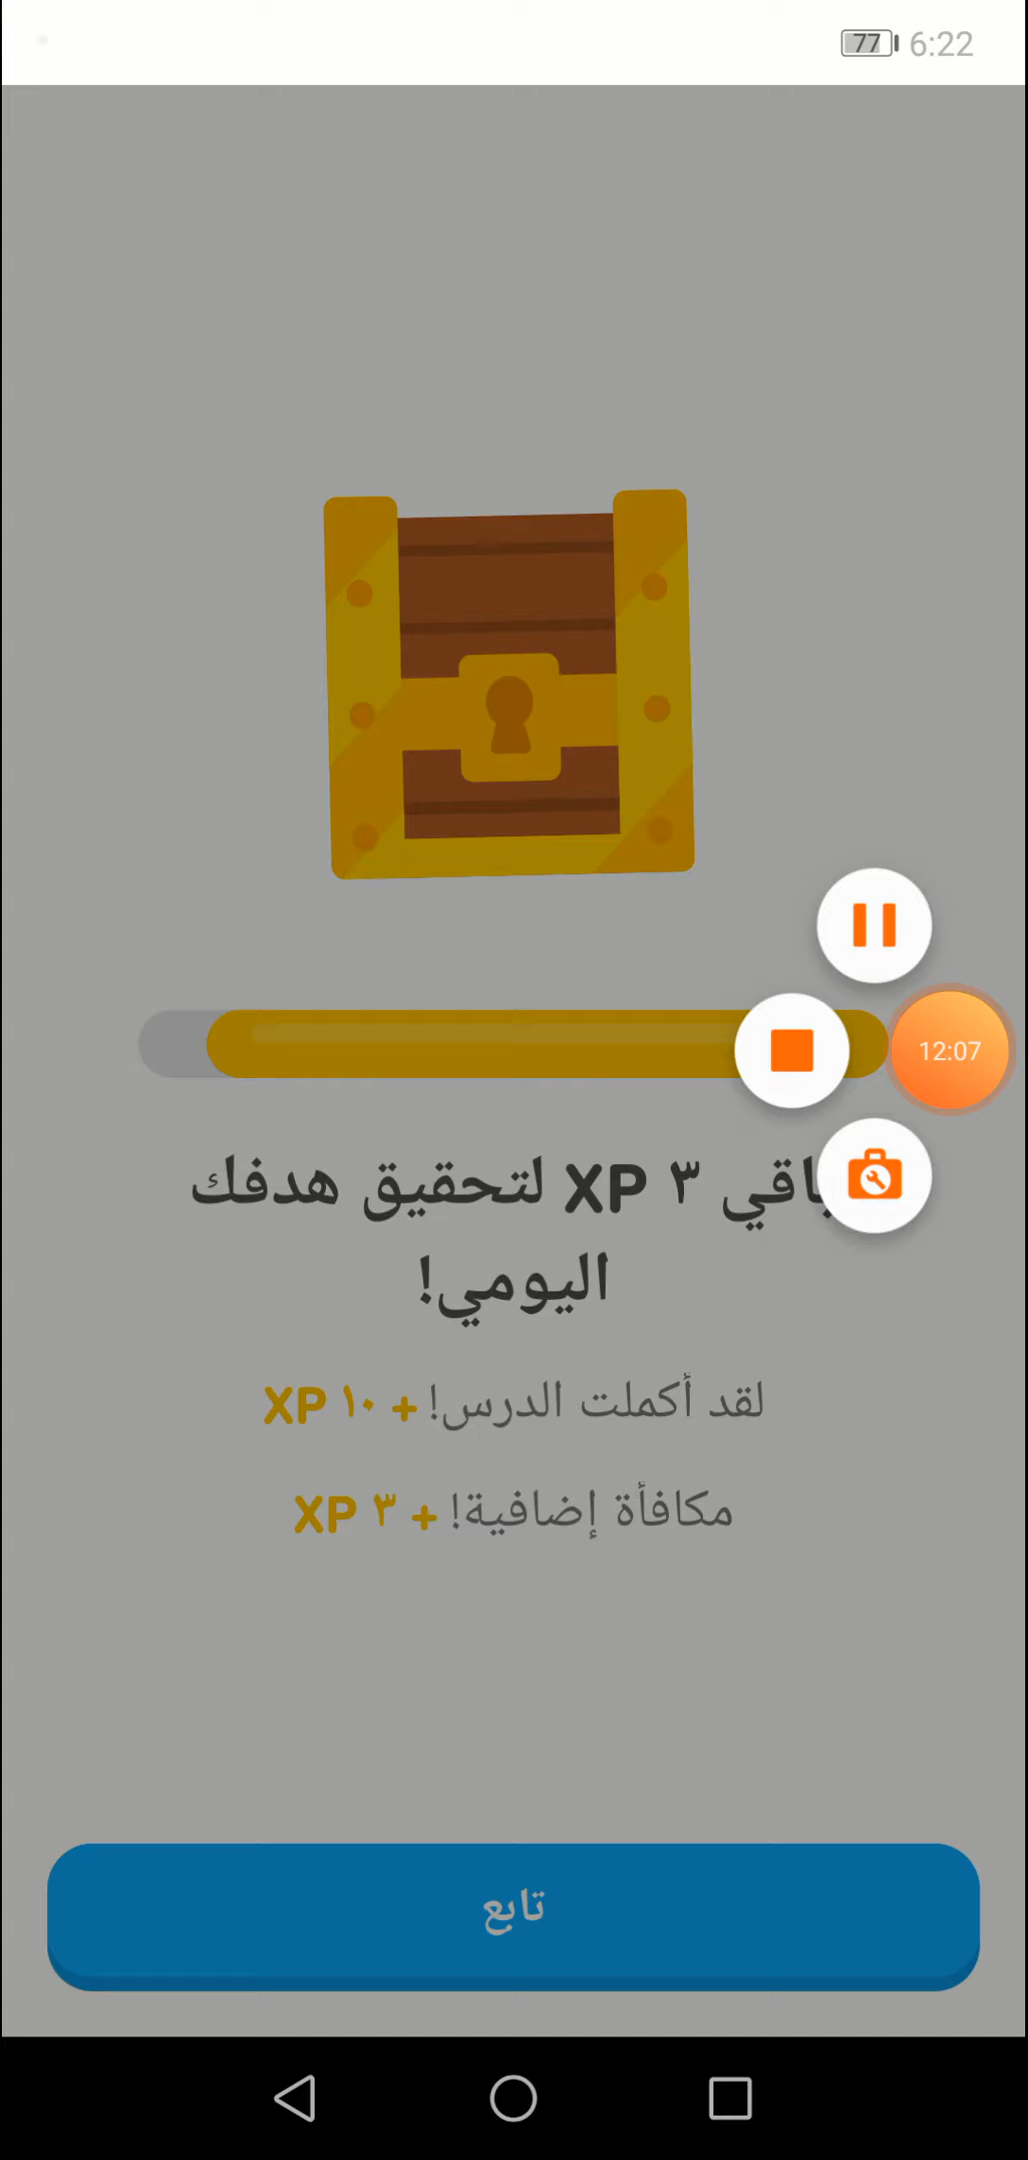 77 6:22
12:07
باقي ٣ XP لتحقيق هدفك
اليومي!
لقد أكملت الدرس! + ١٠ XP
مكافأة إضافية! + ٣ XP
تابع